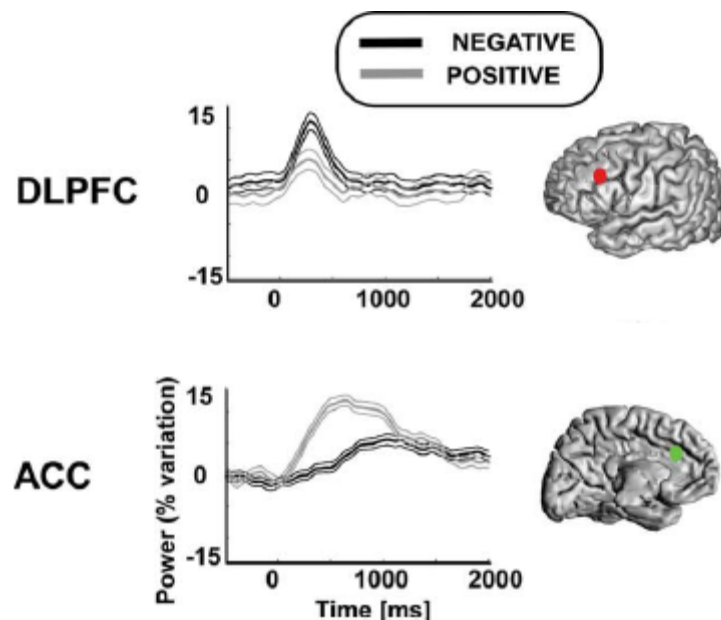 NEGATIVE
POSITIVE
DLPFC
15
0
-15
0 1000 2000
ACC
Power (% variation)
15
0
-15
0 1000 2000
Time [ms]